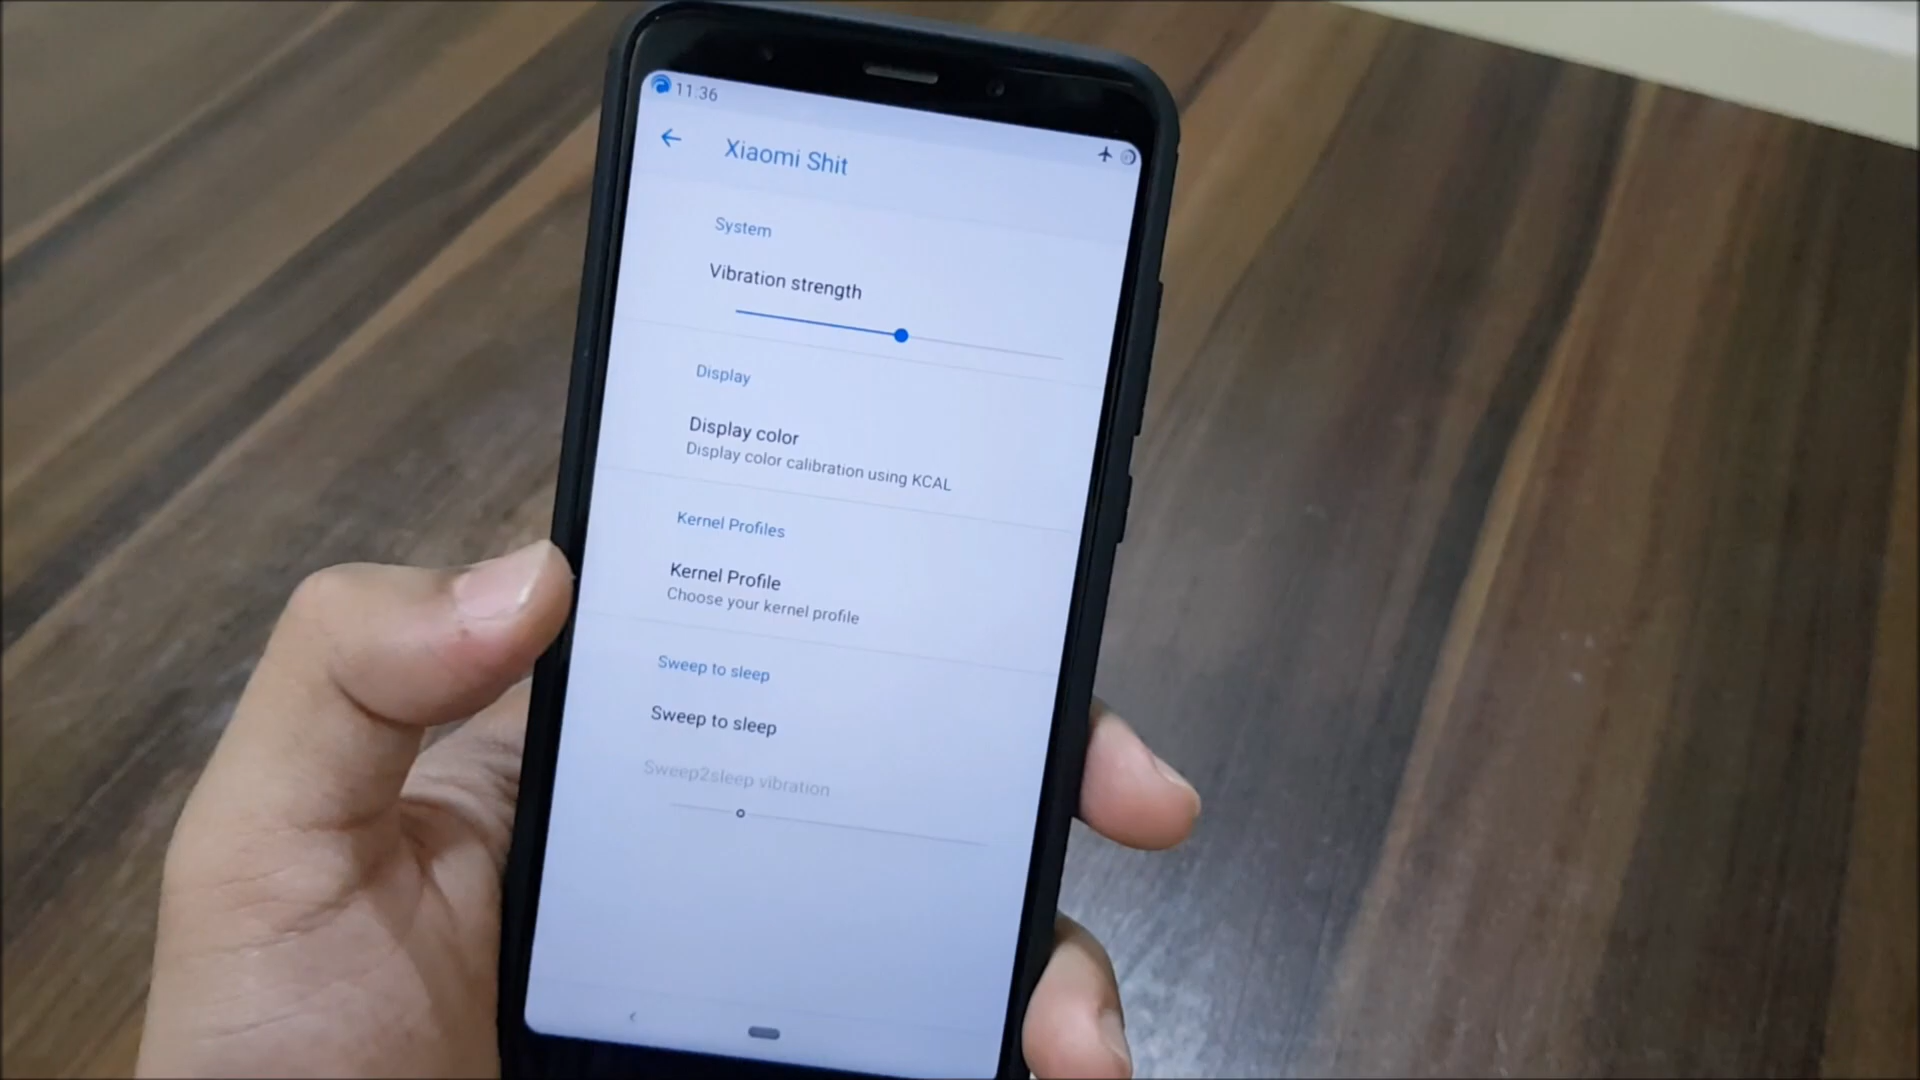 11:36
Xiaomi Shit
System
Vibration strength
Display
Display color
Display color calibration using KCAL
Kernel Profiles
Kernel Profile
Choose your kernel profile
Sweep to sleep
Sweep to sleep
Sweep2sleep vibration